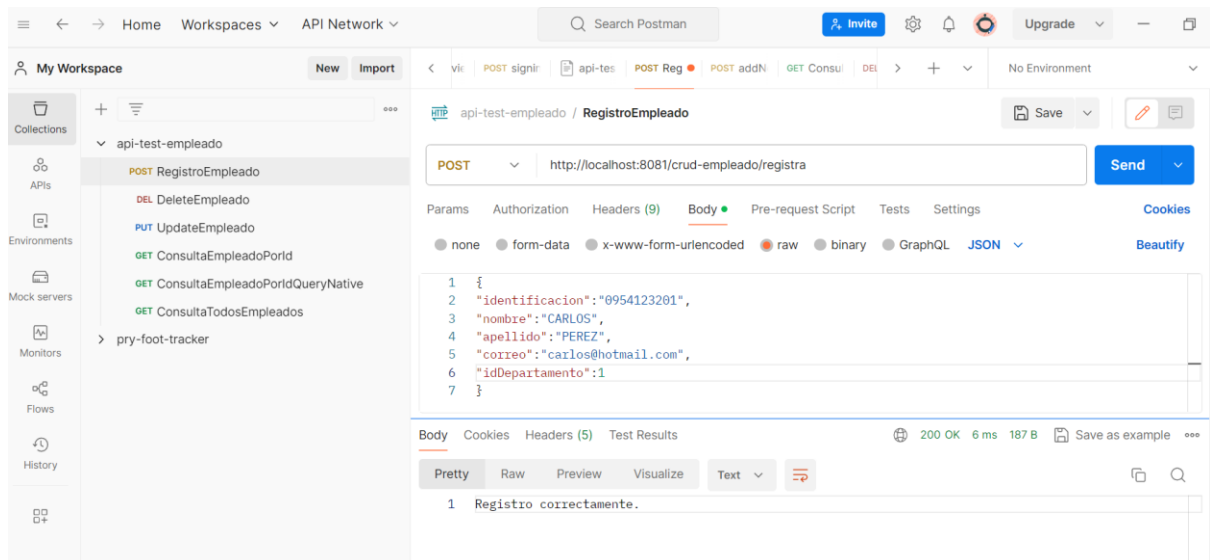 Home Workspaces API Network Search Postman Invite Upgrade
My Workspace New Import
POST signir api-tes POST Reg POST addN GET Consul DEL No Environment
Collections
APIs
Environments
Mock servers
Monitors
Flows
History
api-test-empleado
POST RegistroEmpleado
DEL DeleteEmpleado
PUT UpdateEmpleado
GET ConsultaEmpleadoPorId
GET ConsultaEmpleadoPorIdQueryNative
GET ConsultaTodosEmpleados
pry-foot-tracker
HTTP api-test-empleado / RegistroEmpleado Save
POST http://localhost:8081/crud-empleado/registra Send
Params Authorization Headers (9) Body Pre-request Script Tests Settings Cookies
none form-data x-www-form-urlencoded raw binary GraphQL JSON Beautify
1 {
2 "identificacion":"0954123201",
3 "nombre":"CARLOS",
4 "apellido":"PEREZ",
5 "correo":"carlos@hotmail.com",
6 "idDepartamento":1
7 }
Body Cookies Headers (5) Test Results 200 OK 6 ms 187 B Save as example
Pretty Raw Preview Visualize Text
1 Registro correctamente.